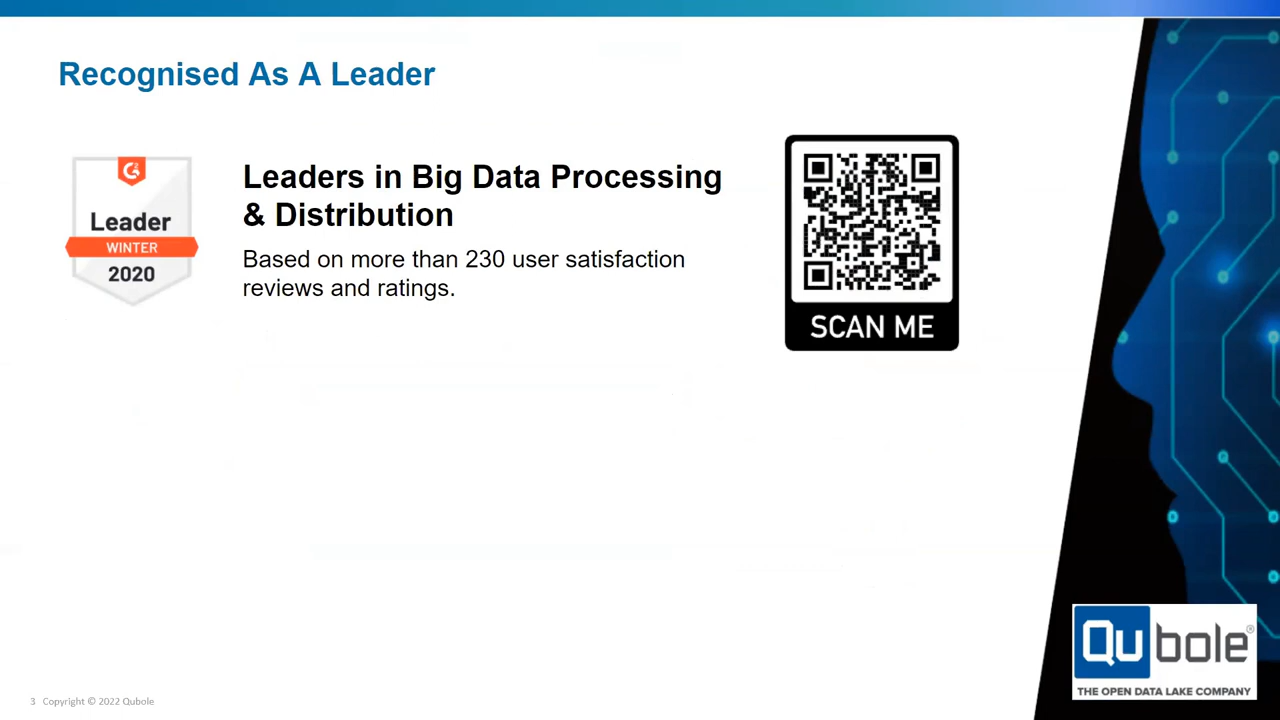 Recognised As A Leader
Leader
WINTER
2020
Leaders in Big Data Processing
& Distribution
Based on more than 230 user satisfaction
reviews and ratings.
SCAN ME
Qubole®
THE OPEN DATA LAKE COMPANY
3 Copyright © 2022 Qubole